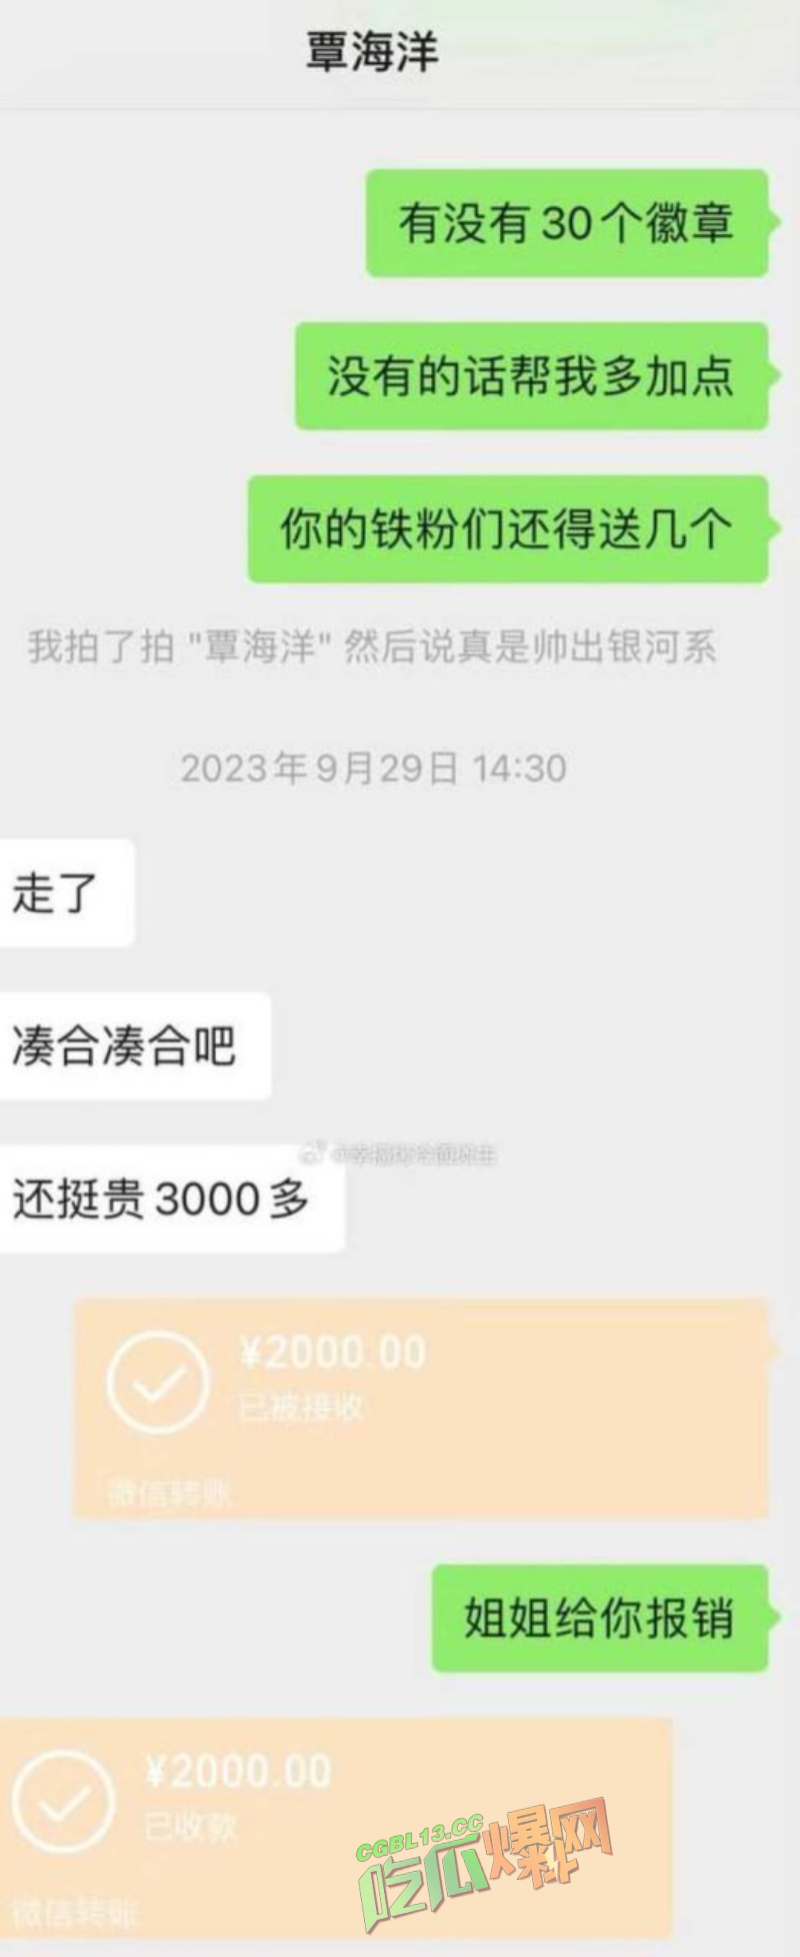 覃海洋
有没有30个徽章
没有的话帮我多加点
你的铁粉们还得送几个
我拍了拍 "覃海洋" 然后说真是帅出银河系
2023年9月29日 14:30
走了
凑合凑合吧
还挺贵3000多
¥2000.00
已被接收
微信转账
姐姐给你报销
¥2000.00
已收款
微信转账
CGBL13.CC
吃瓜爆料网